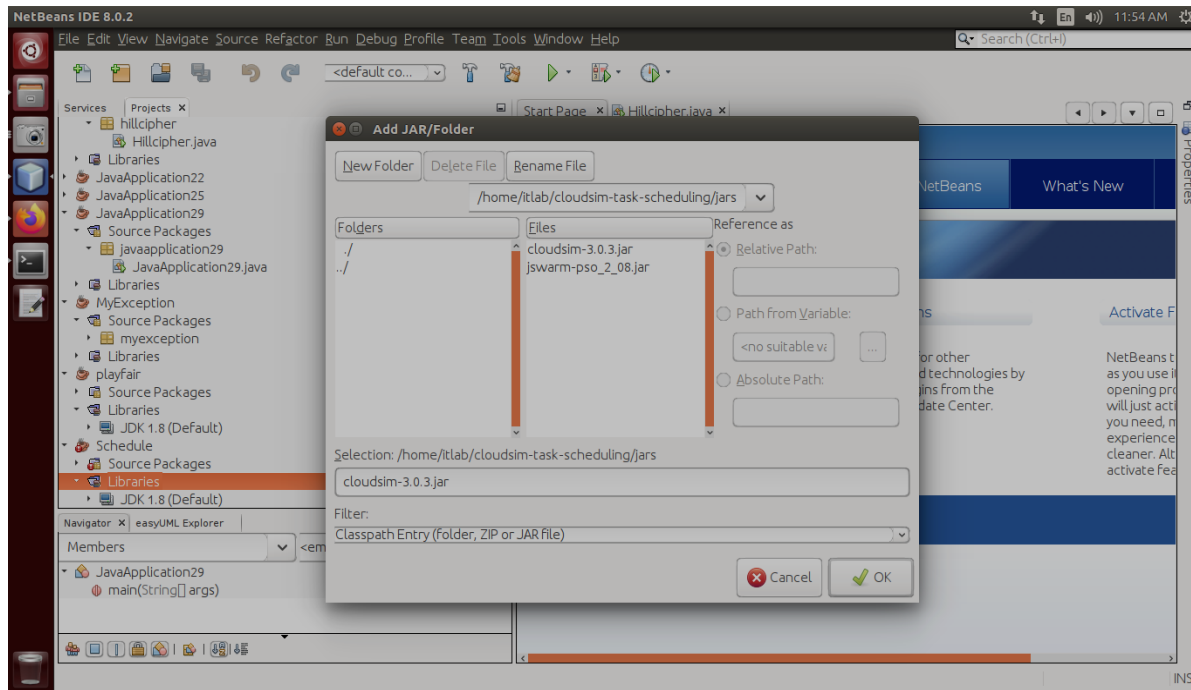 NetBeans IDE 8.0.2
En
11:54 AM
File Edit View Navigate Source Refactor Run Debug Profile Team Tools Window Help
Search (Ctrl+I)
<default co...
Services
Projects
Start Page
Hillcipher.java
hillcipher
Hillcipher.java
Libraries
JavaApplication22
JavaApplication25
JavaApplication29
Source Packages
javaapplication29
JavaApplication29.java
Libraries
MyException
Source Packages
myexception
Libraries
playfair
Source Packages
Libraries
JDK 1.8 (Default)
Schedule
Source Packages
Libraries
JDK 1.8 (Default)
Navigator
easyUML Explorer
Members
<em
JavaApplication29
main(String[] args)
Add JAR/Folder
New Folder
Delete File
Rename File
/home/itlab/cloudsim-task-scheduling/jars
Folders
./
../
Files
cloudsim-3.0.3.jar
jswarm-pso_2_08.jar
Reference as
Relative Path:
Path from Variable:
<no suitable va
...
Absolute Path:
Selection: /home/itlab/cloudsim-task-scheduling/jars
cloudsim-3.0.3.jar
Filter:
Classpath Entry (folder, ZIP or JAR file)
Cancel
OK
NetBeans
What's New
Properties
ns
Activate F
or other
d technologies by
gins from the
date Center.
NetBeans t
as you use i
opening pro
will just acti
you need, m
experience
cleaner. Alt
activate fea
INS